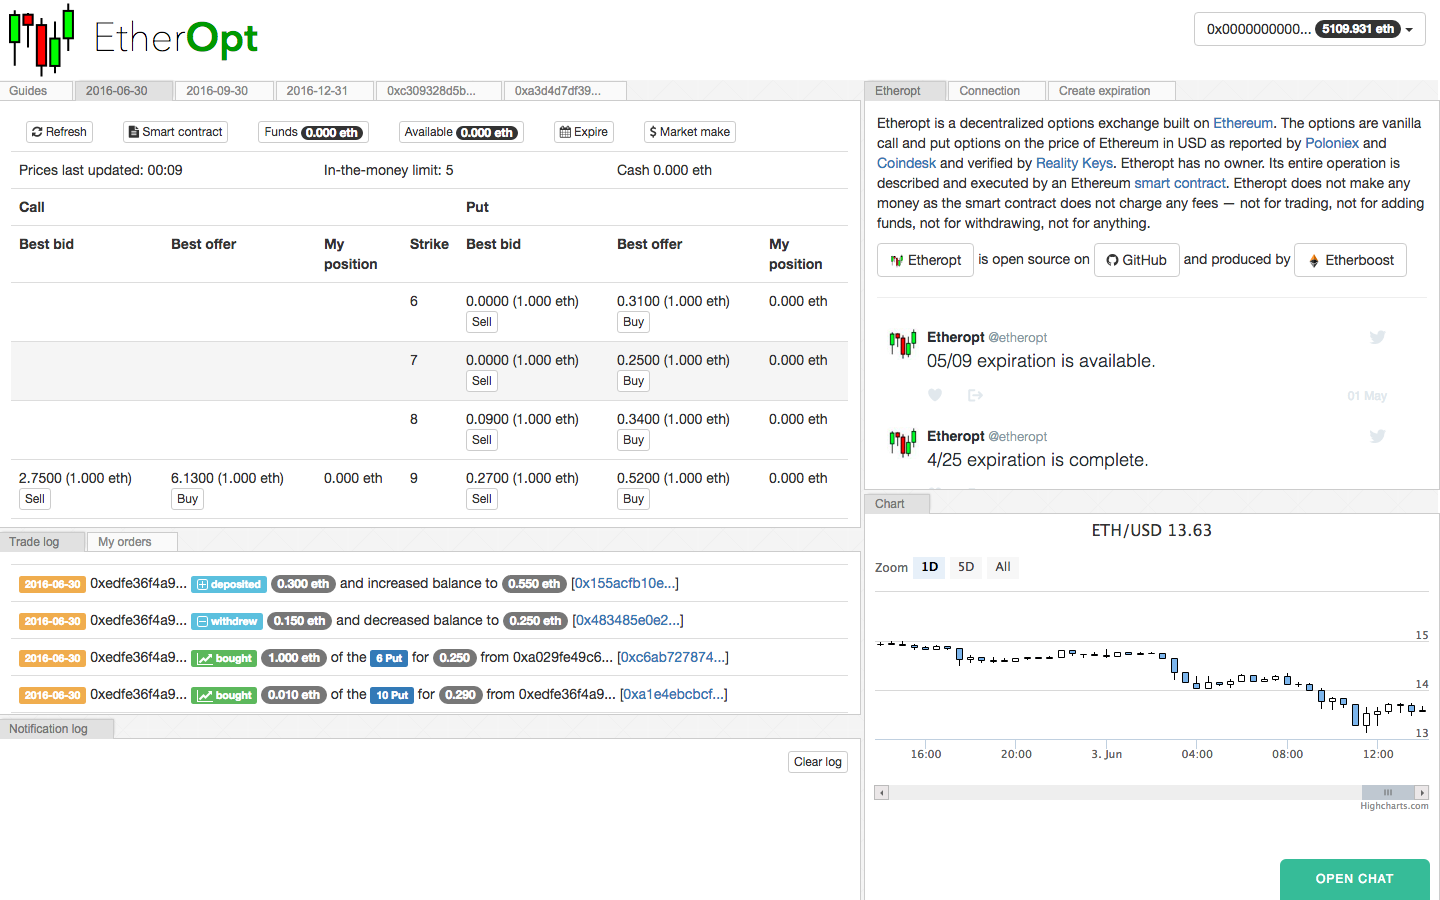 EtherOpt
0x0000000000... 5109.931 eth
Guides 2016-06-30 2016-09-30 2016-12-31 0xc309328d5b... 0xa3d4d7df39...
Refresh Smart contract Funds 0.000 eth Available 0.000 eth Expire $ Market make
Prices last updated: 00:09 In-the-money limit: 5 Cash 0.000 eth
Call Put
Best bid Best offer My position Strike Best bid Best offer My position
6 0.0000 (1.000 eth) 0.3100 (1.000 eth) 0.000 eth
Sell Buy
7 0.0000 (1.000 eth) 0.2500 (1.000 eth) 0.000 eth
Sell Buy
8 0.0900 (1.000 eth) 0.3400 (1.000 eth) 0.000 eth
Sell Buy
2.7500 (1.000 eth) 6.1300 (1.000 eth) 0.000 eth 9 0.2700 (1.000 eth) 0.5200 (1.000 eth) 0.000 eth
Sell Buy Sell Buy
Trade log My orders
2016-06-30 0xedfe36f4a9... deposited 0.300 eth and increased balance to 0.550 eth [0x155acfb10e...]
2016-06-30 0xedfe36f4a9... withdrew 0.150 eth and decreased balance to 0.250 eth [0x483485e0e2...]
2016-06-30 0xedfe36f4a9... bought 1.000 eth of the 6 Put for 0.250 from 0xa029fe49c6... [0xc6ab727874...]
2016-06-30 0xedfe36f4a9... bought 0.010 eth of the 10 Put for 0.290 from 0xedfe36f4a9... [0xa1e4ebcbcf...]
Notification log
Clear log
Etheropt Connection Create expiration
Etheropt is a decentralized options exchange built on Ethereum. The options are vanilla
call and put options on the price of Ethereum in USD as reported by Poloniex and
Coindesk and verified by Reality Keys. Etheropt has no owner. Its entire operation is
described and executed by an Ethereum smart contract. Etheropt does not make any
money as the smart contract does not charge any fees — not for trading, not for adding
funds, not for withdrawing, not for anything.
Etheropt is open source on GitHub and produced by Etherboost
Etheropt @etheropt
05/09 expiration is available.
01 May
Etheropt @etheropt
4/25 expiration is complete.
Chart
ETH/USD 13.63
Zoom 1D 5D All
15
14
13
16:00 20:00 3. Jun 04:00 08:00 12:00
Highcharts.com
OPEN CHAT